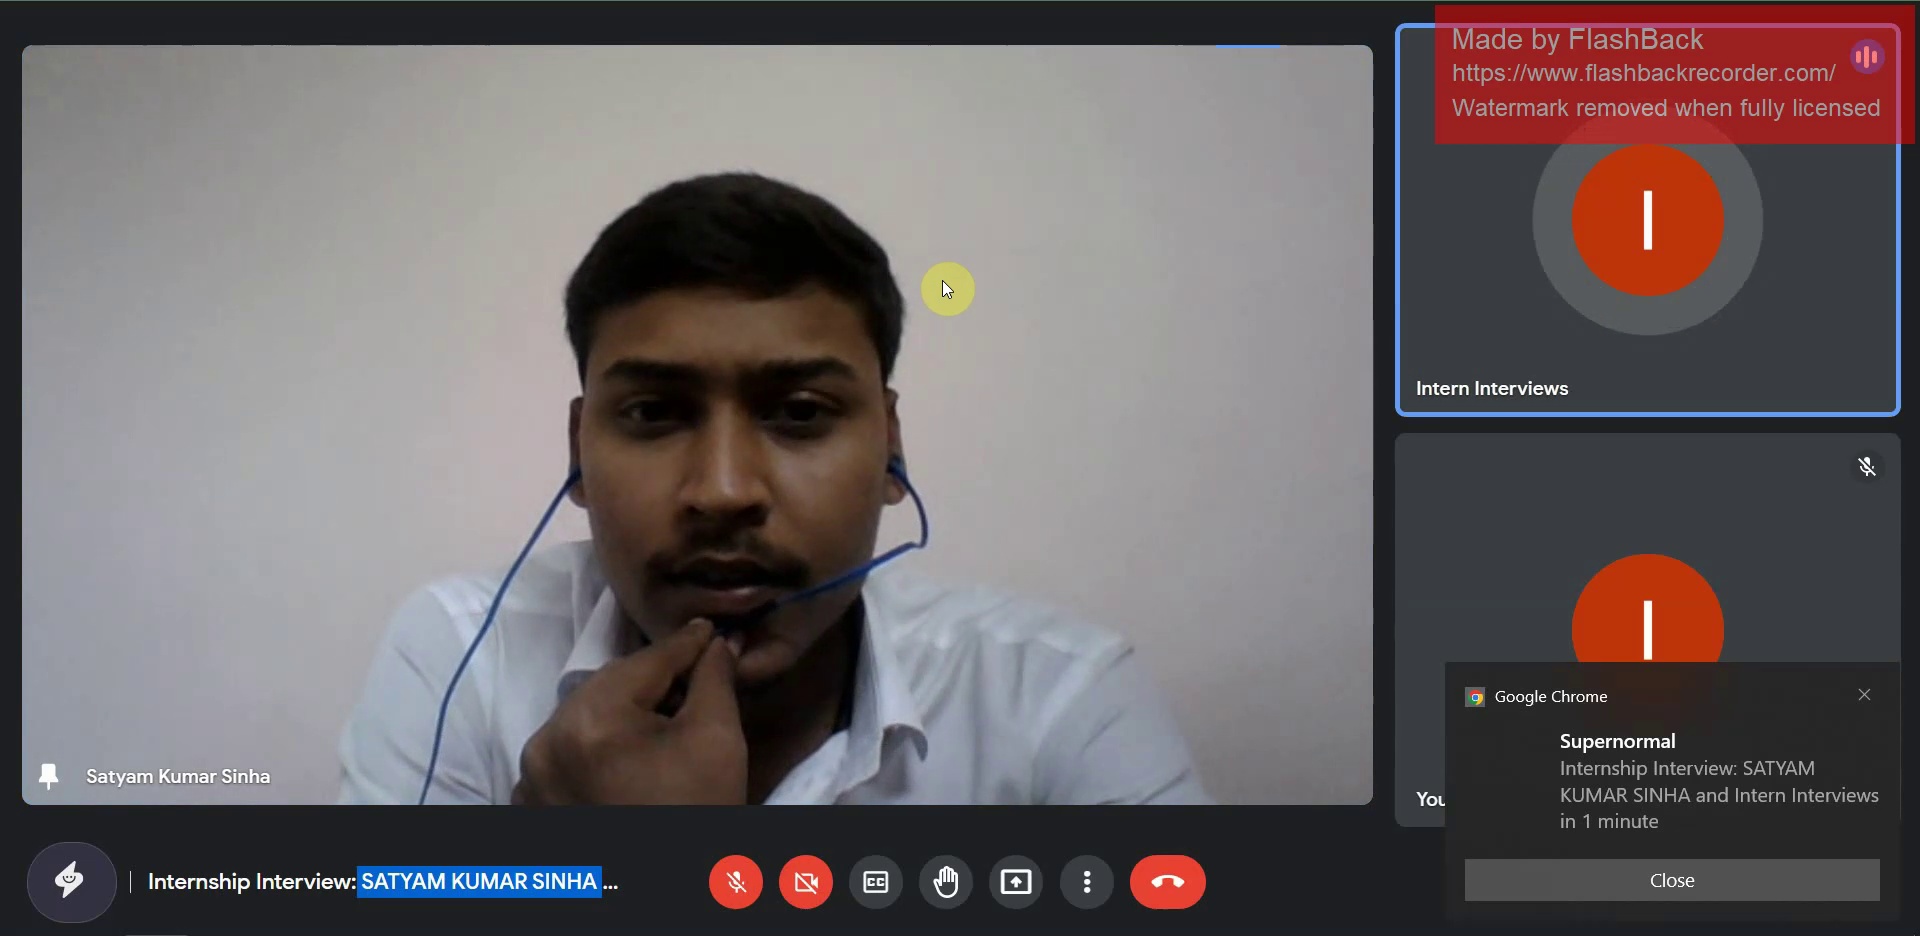 Made by FlashBack
https://www.flashbackrecorder.com/
Watermark removed when fully licensed
Intern Interviews
Satyam Kumar Sinha
You
Google Chrome
Supernormal
Internship Interview: SATYAM
KUMAR SINHA and Intern Interviews
in 1 minute
Close
Internship Interview: SATYAM KUMAR SINHA ...
CC
I
I